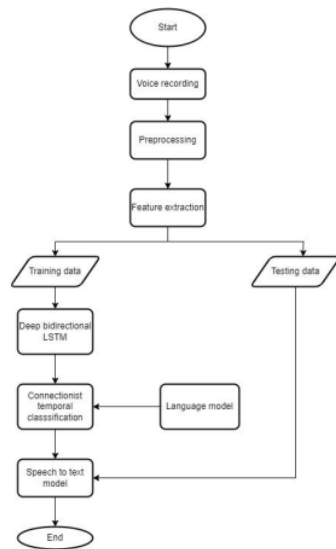 Start
Voice recording
Preprocessing
Feature extraction
Training data
Testing data
Deep bidirectional
LSTM
Connectionist
temporal
classsification
Language model
Speech to text
model
End